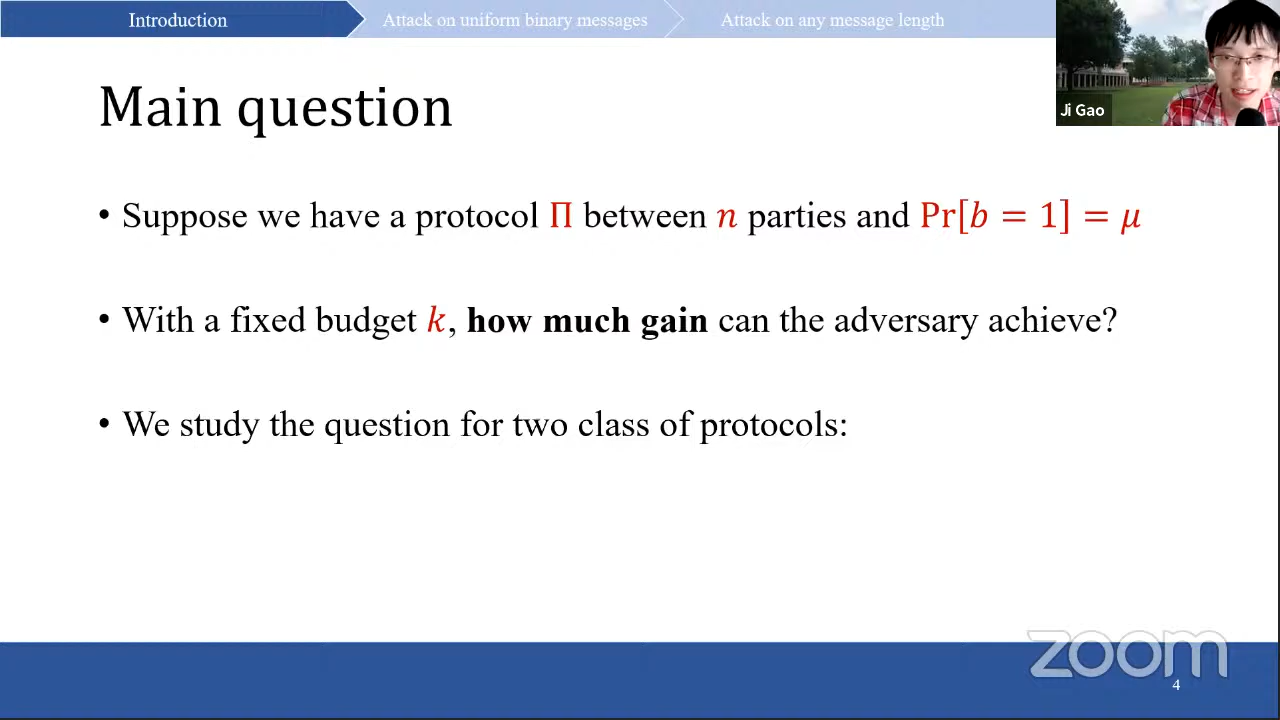 Introduction
Attack on uniform binary messages
Attack on any message length
Ji Gao
Main question
• Suppose we have a protocol Π between n parties and Pr[b = 1] = μ
• With a fixed budget k, how much gain can the adversary achieve?
• We study the question for two class of protocols:
zoom
4